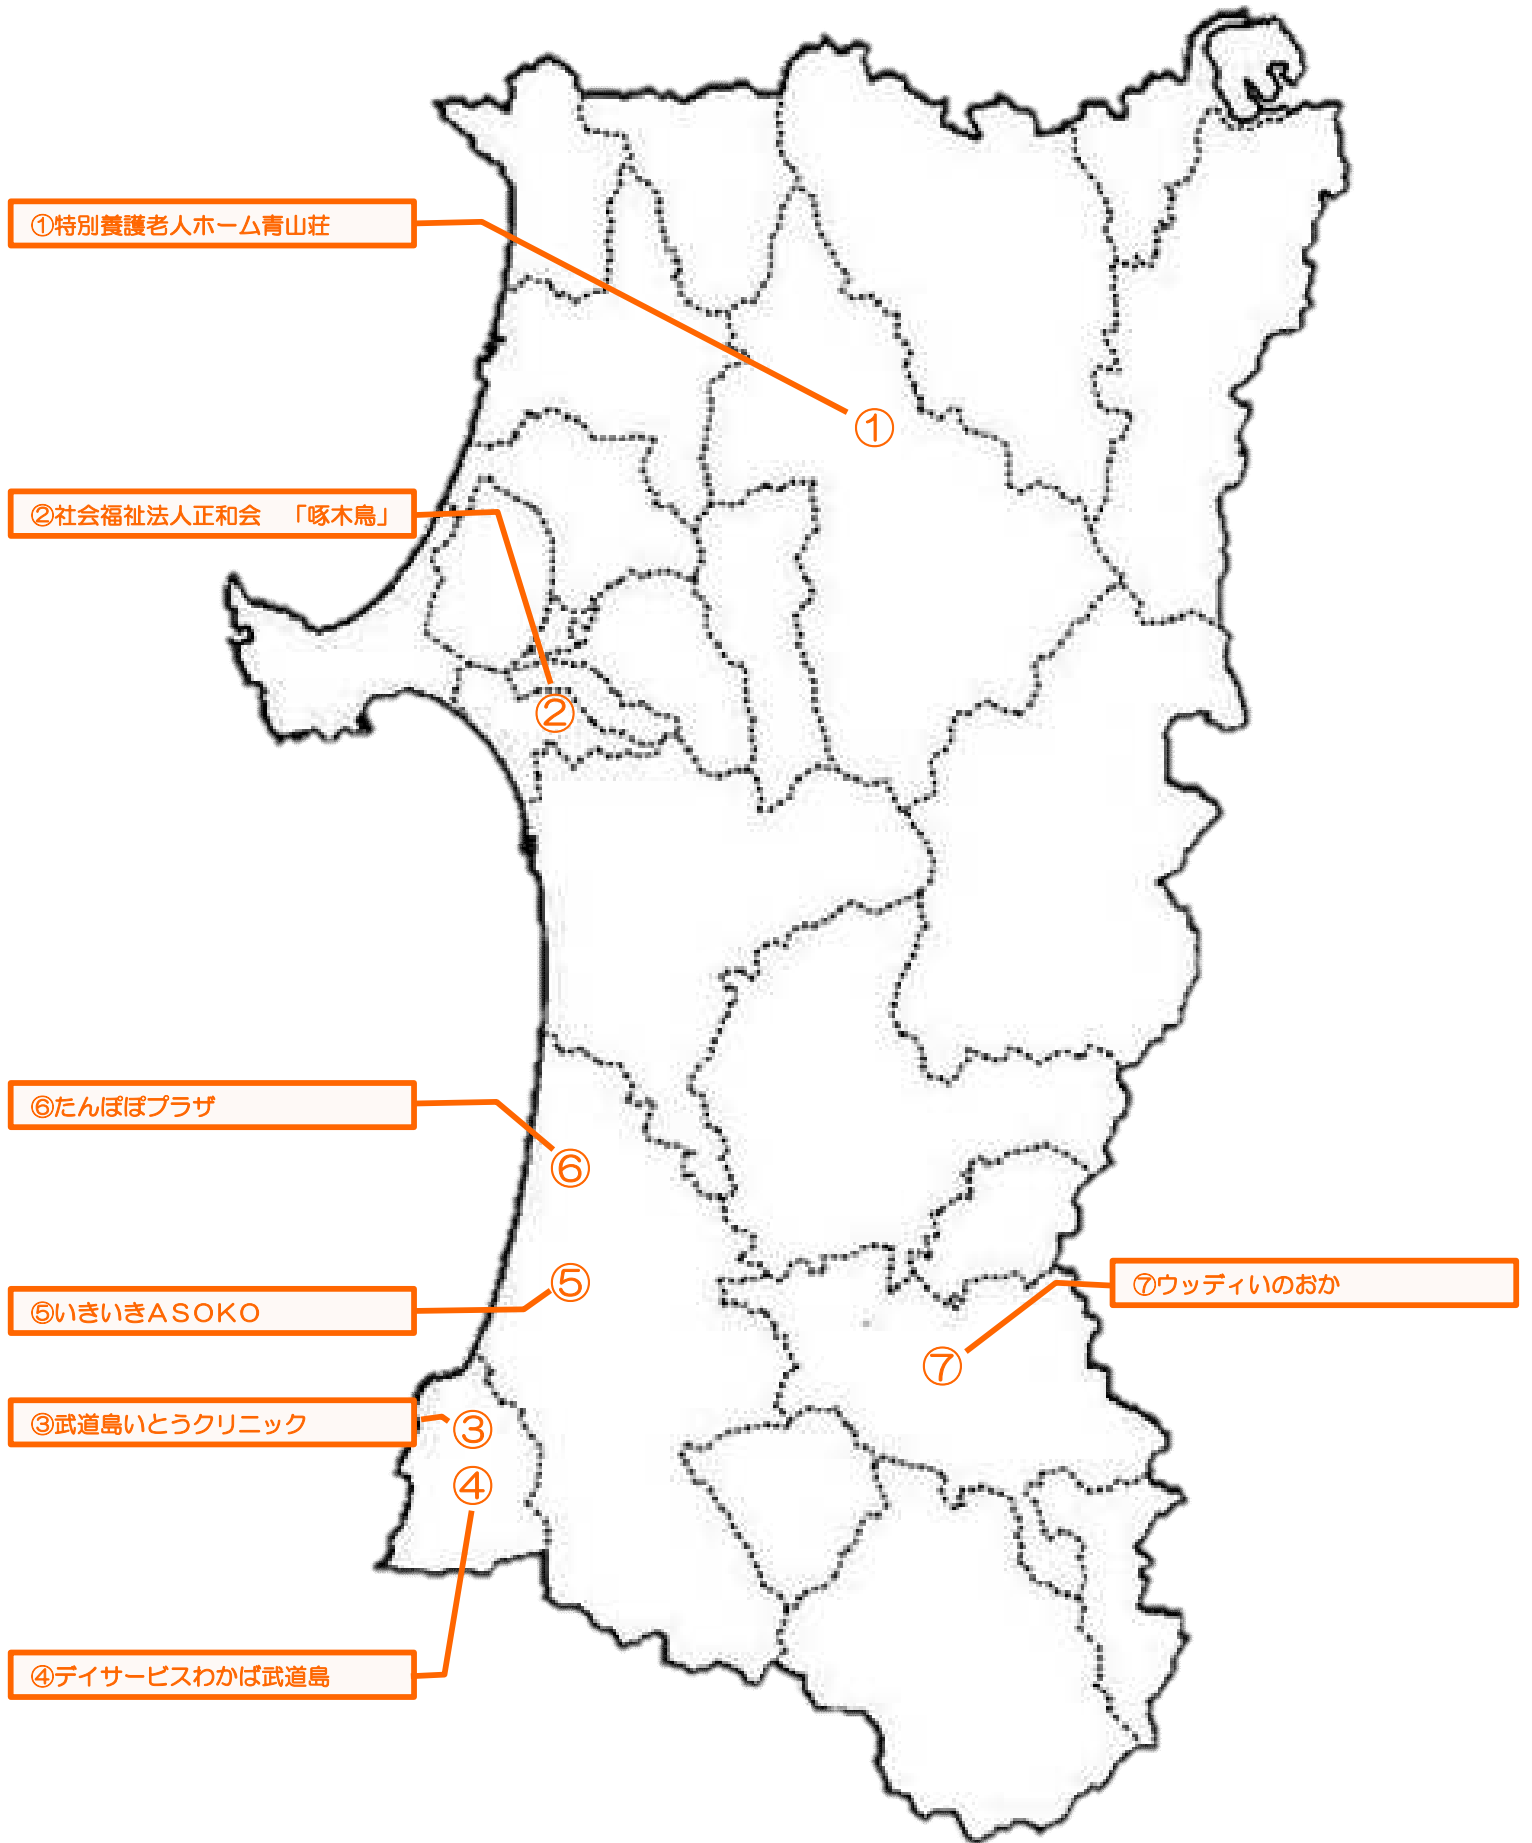 ①特別養護老人ホーム青山荘
①
②社会福祉法人正和会　「啄木鳥」
②
⑥たんぽぽプラザ
⑥
⑤いきいきＡＳＯＫＯ
⑤
⑦ウッディいのおか
⑦
③武道島いとうクリニック
③
④
④デイサービスわかば武道島